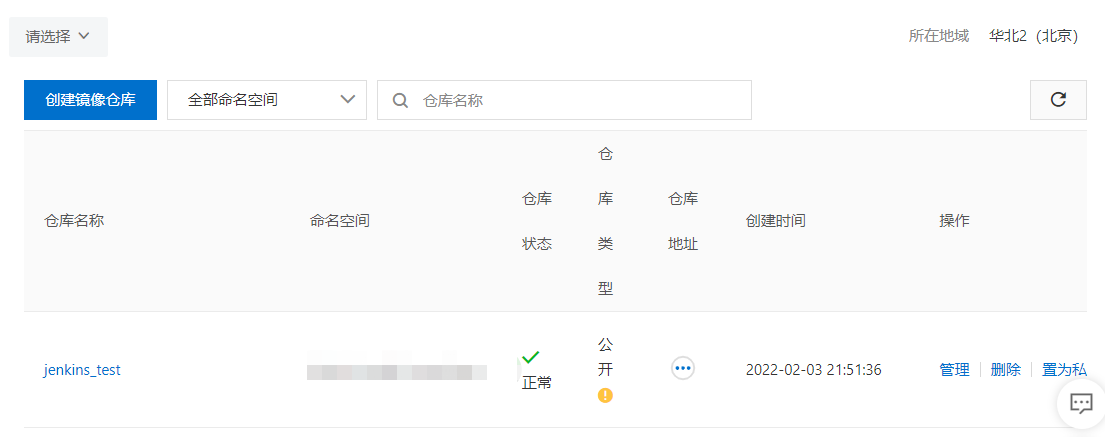 请选择
所在地域 华北2（北京）
创建镜像仓库 全部命名空间 仓库名称
仓库名称 命名空间 仓库状态 仓库类型 仓库地址 创建时间 操作
jenkins_test 正常 公开 2022-02-03 21:51:36 管理 删除 置为私